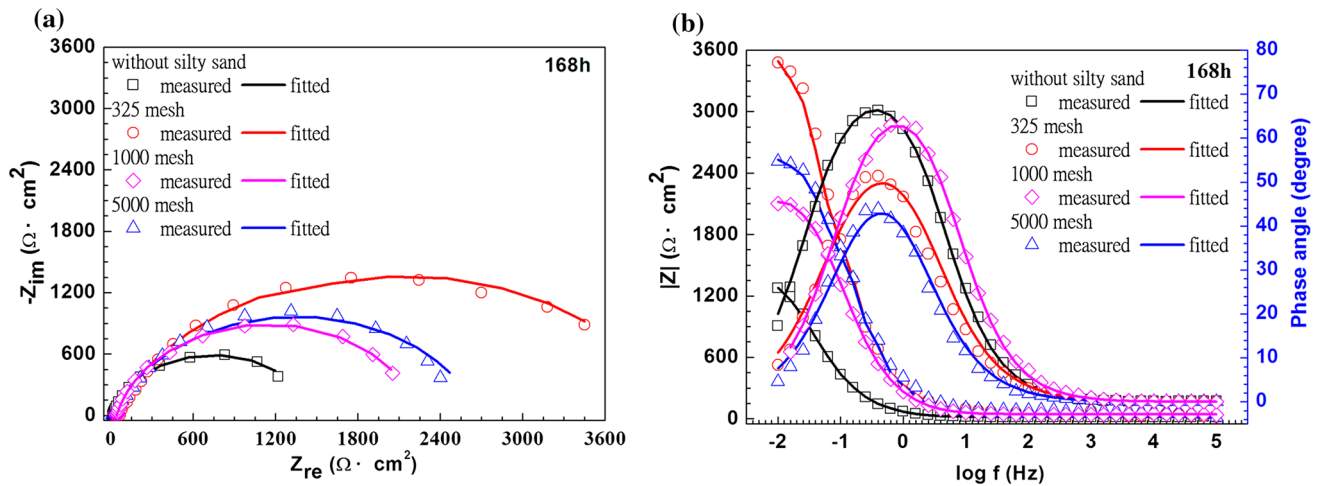 (a)
3600
3000
2400
1800
1200
600
0
-Zim (Ω· cm2)
without silty sand
measured fitted
325 mesh
measured fitted
1000 mesh
measured fitted
5000 mesh
measured fitted
168h
0 600 1200 1800 2400 3000 3600
Zre (Ω· cm2)
(b)
3600
3000
2400
1800
1200
600
0
|Z| (Ω· cm2)
168h
without silty sand
measured fitted
325 mesh
measured fitted
1000 mesh
measured fitted
5000 mesh
measured fitted
80
70
60
50
40
30
20
10
0
Phase angle (degree)
-2 -1 0 1 2 3 4 5
log f (Hz)